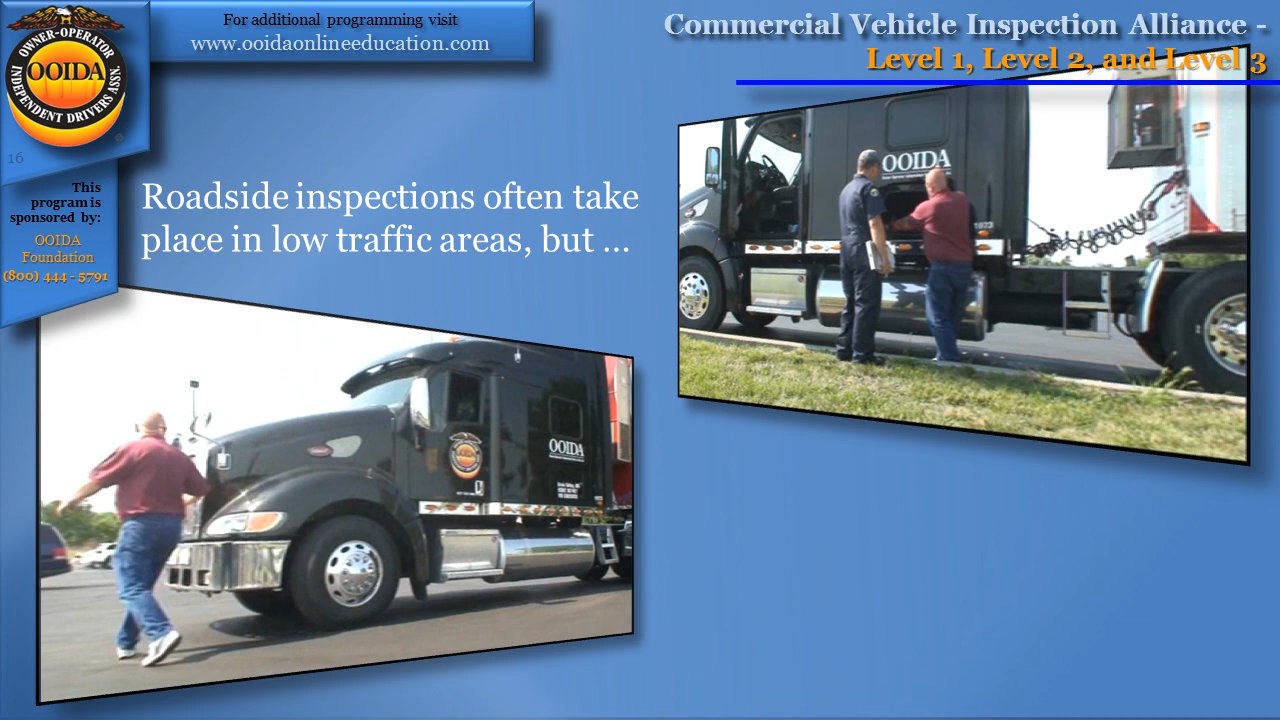 For additional programming visit
www.ooidaonlineeducation.com
Commercial Vehicle Inspection Alliance -
Level 1, Level 2, and Level 3
OWNER-OPERATOR
OOIDA
INDEPENDENT DRIVERS ASSN.
16
This
program is
sponsored by:
OOIDA
Foundation
(800) 444 - 5791
Roadside inspections often take
place in low traffic areas, but ...
OOIDA
1973
OOIDA
OOIDA